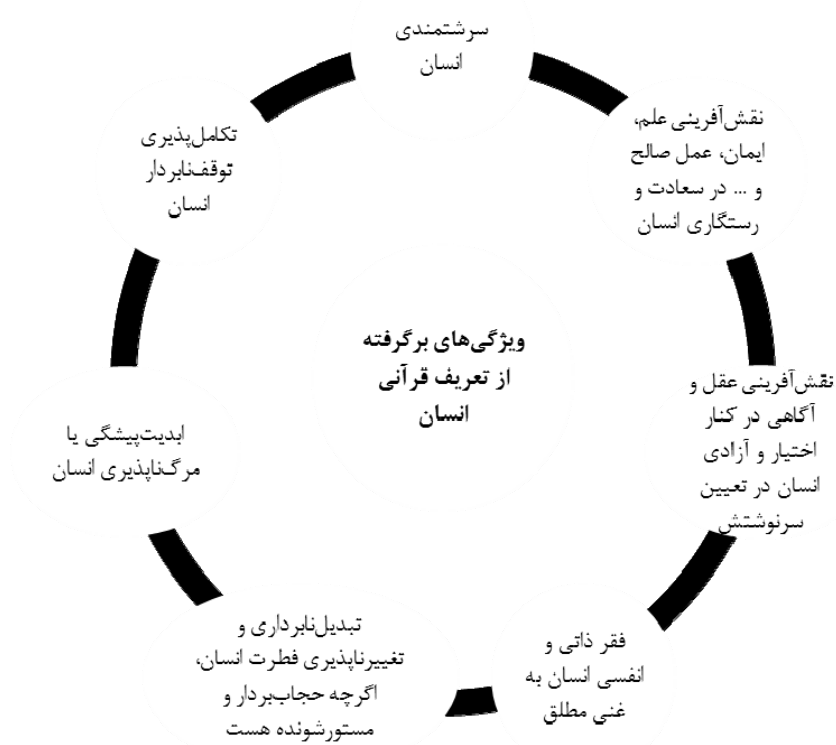 سرشتمندی
انسان
نقش‌آفرینی علم،
ایمان، عمل صالح
و ... در سعادت و
رستگاری انسان
نقش‌آفرینی عقل و
آگاهی در کنار
اختیار و آزادی
انسان در تعیین
سرنوشتش
فقر ذاتی و
انفسی انسان به
غنی مطلق
تبدیل‌نابرداری و
تغییرناپذیری فطرت انسان،
اگرچه حجاب‌بردار و
مستورشونده هست
ابدیت‌پیشگی یا
مرگ‌ناپذیری انسان
تکامل‌پذیری
توقف‌نابردار
انسان
ویژگی‌های برگرفته
از تعریف قرآنی
انسان